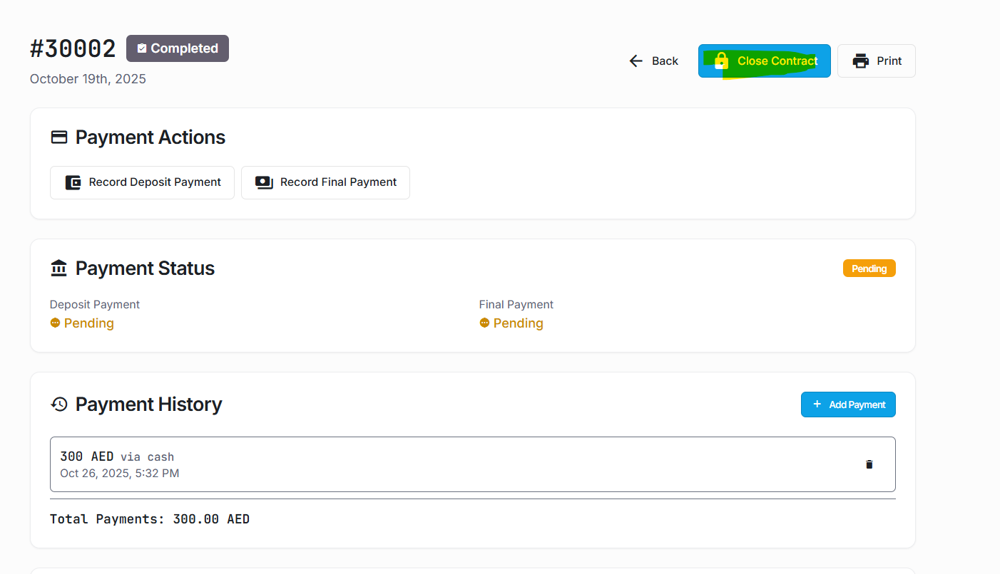 #30002 Completed
October 19th, 2025
Back
Close Contract
Print
Payment Actions
Record Deposit Payment
Record Final Payment
Payment Status
Pending
Deposit Payment
Pending
Final Payment
Pending
Payment History
+ Add Payment
300 AED via cash
Oct 26, 2025, 5:32 PM
Total Payments: 300.00 AED